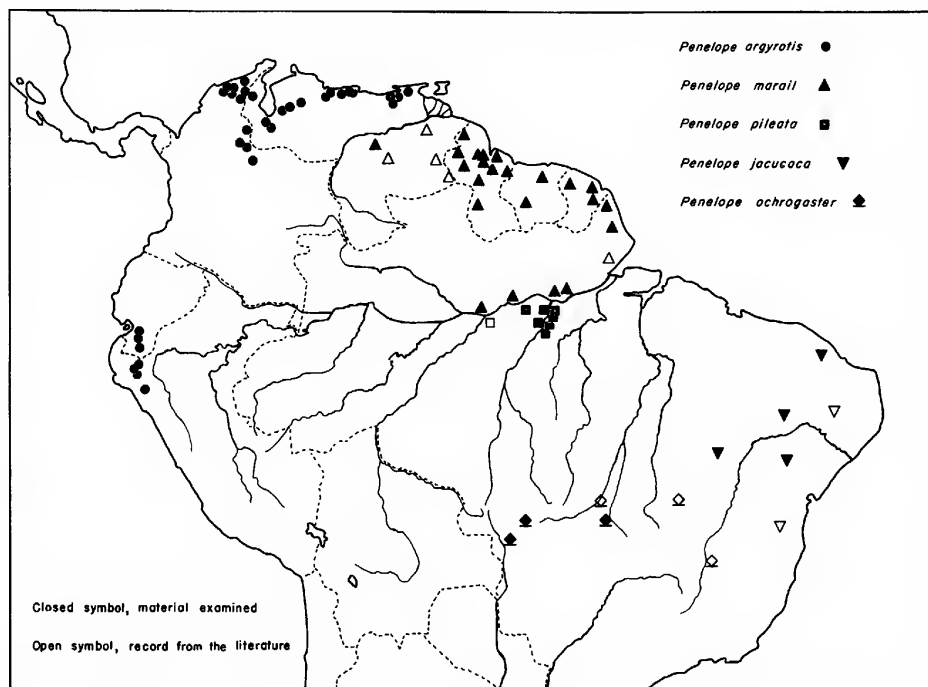 Penelope argyrotis
Penelope marail
Penelope pileata
Penelope jacucaca
Penelope ochrogaster
Closed symbol, material examined
Open symbol, record from the literature